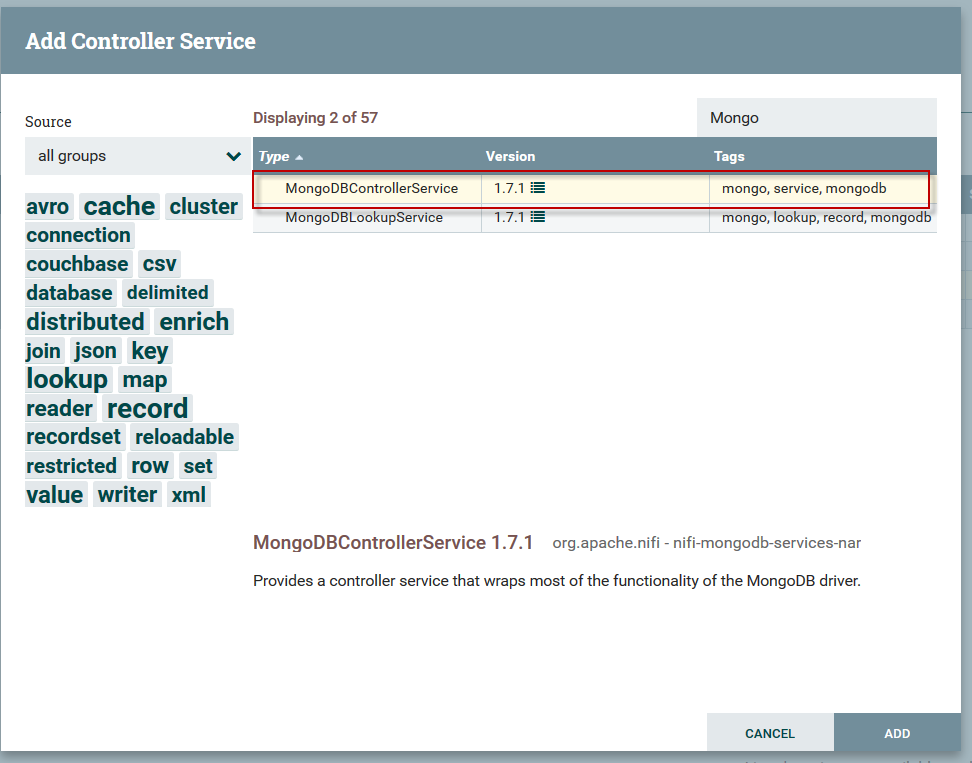 Add Controller Service
Source
Displaying 2 of 57
Mongo
all groups
Type Version Tags
MongoDBControllerService 1.7.1 mongo, service, mongodb
MongoDBLookupService 1.7.1 mongo, lookup, record, mongodb
avro cache cluster
connection
couchbase csv
database delimited
distributed enrich
join json key
lookup map
reader record
recordset reloadable
restricted row set
value writer xml
MongoDBControllerService 1.7.1 org.apache.nifi - nifi-mongodb-services-nar
Provides a controller service that wraps most of the functionality of the MongoDB driver.
CANCEL ADD